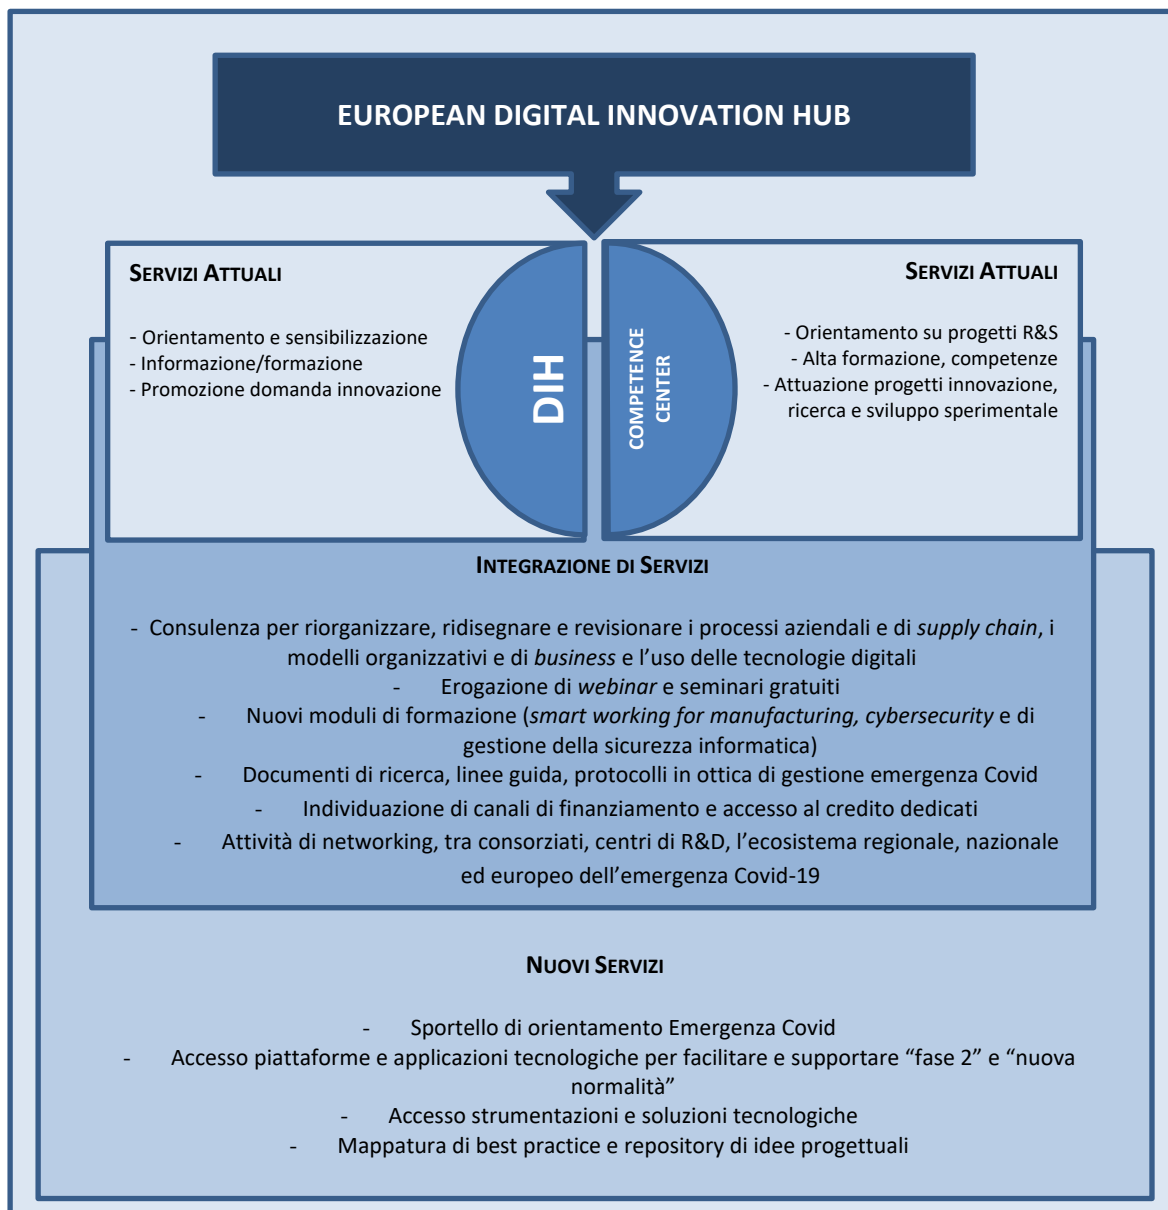 EUROPEAN DIGITAL INNOVATION HUB
SERVIZI ATTUALI
- Orientamento e sensibilizzazione
- Informazione/formazione
- Promozione domanda innovazione
DIH
COMPETENCE
CENTER
SERVIZI ATTUALI
- Orientamento su progetti R&S
- Alta formazione, competenze
- Attuazione progetti innovazione,
ricerca e sviluppo sperimentale
INTEGRAZIONE DI SERVIZI
- Consulenza per riorganizzare, ridisegnare e revisionare i processi aziendali e di supply chain, i
modelli organizzativi e di business e l’uso delle tecnologie digitali
- Erogazione di webinar e seminari gratuiti
- Nuovi moduli di formazione (smart working for manufacturing, cybersecurity e di
gestione della sicurezza informatica)
- Documenti di ricerca, linee guida, protocolli in ottica di gestione emergenza Covid
- Individuazione di canali di finanziamento e accesso al credito dedicati
- Attività di networking, tra consorziati, centri di R&D, l’ecosistema regionale, nazionale
ed europeo dell’emergenza Covid-19
NUOVI SERVIZI
- Sportello di orientamento Emergenza Covid
- Accesso piattaforme e applicazioni tecnologiche per facilitare e supportare “fase 2” e “nuova
normalità”
- Accesso strumentazioni e soluzioni tecnologiche
- Mappatura di best practice e repository di idee progettuali